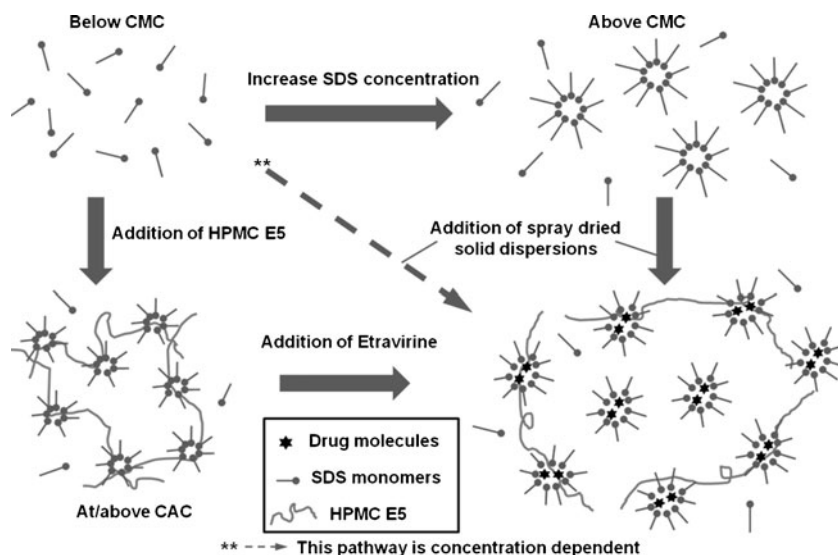 Below CMC
Above CMC
Increase SDS concentration
**
Addition of HPMC E5
Addition of spray dried
solid dispersions
Addition of Etravirine
Drug molecules
SDS monomers
HPMC E5
At/above CAC
** This pathway is concentration dependent